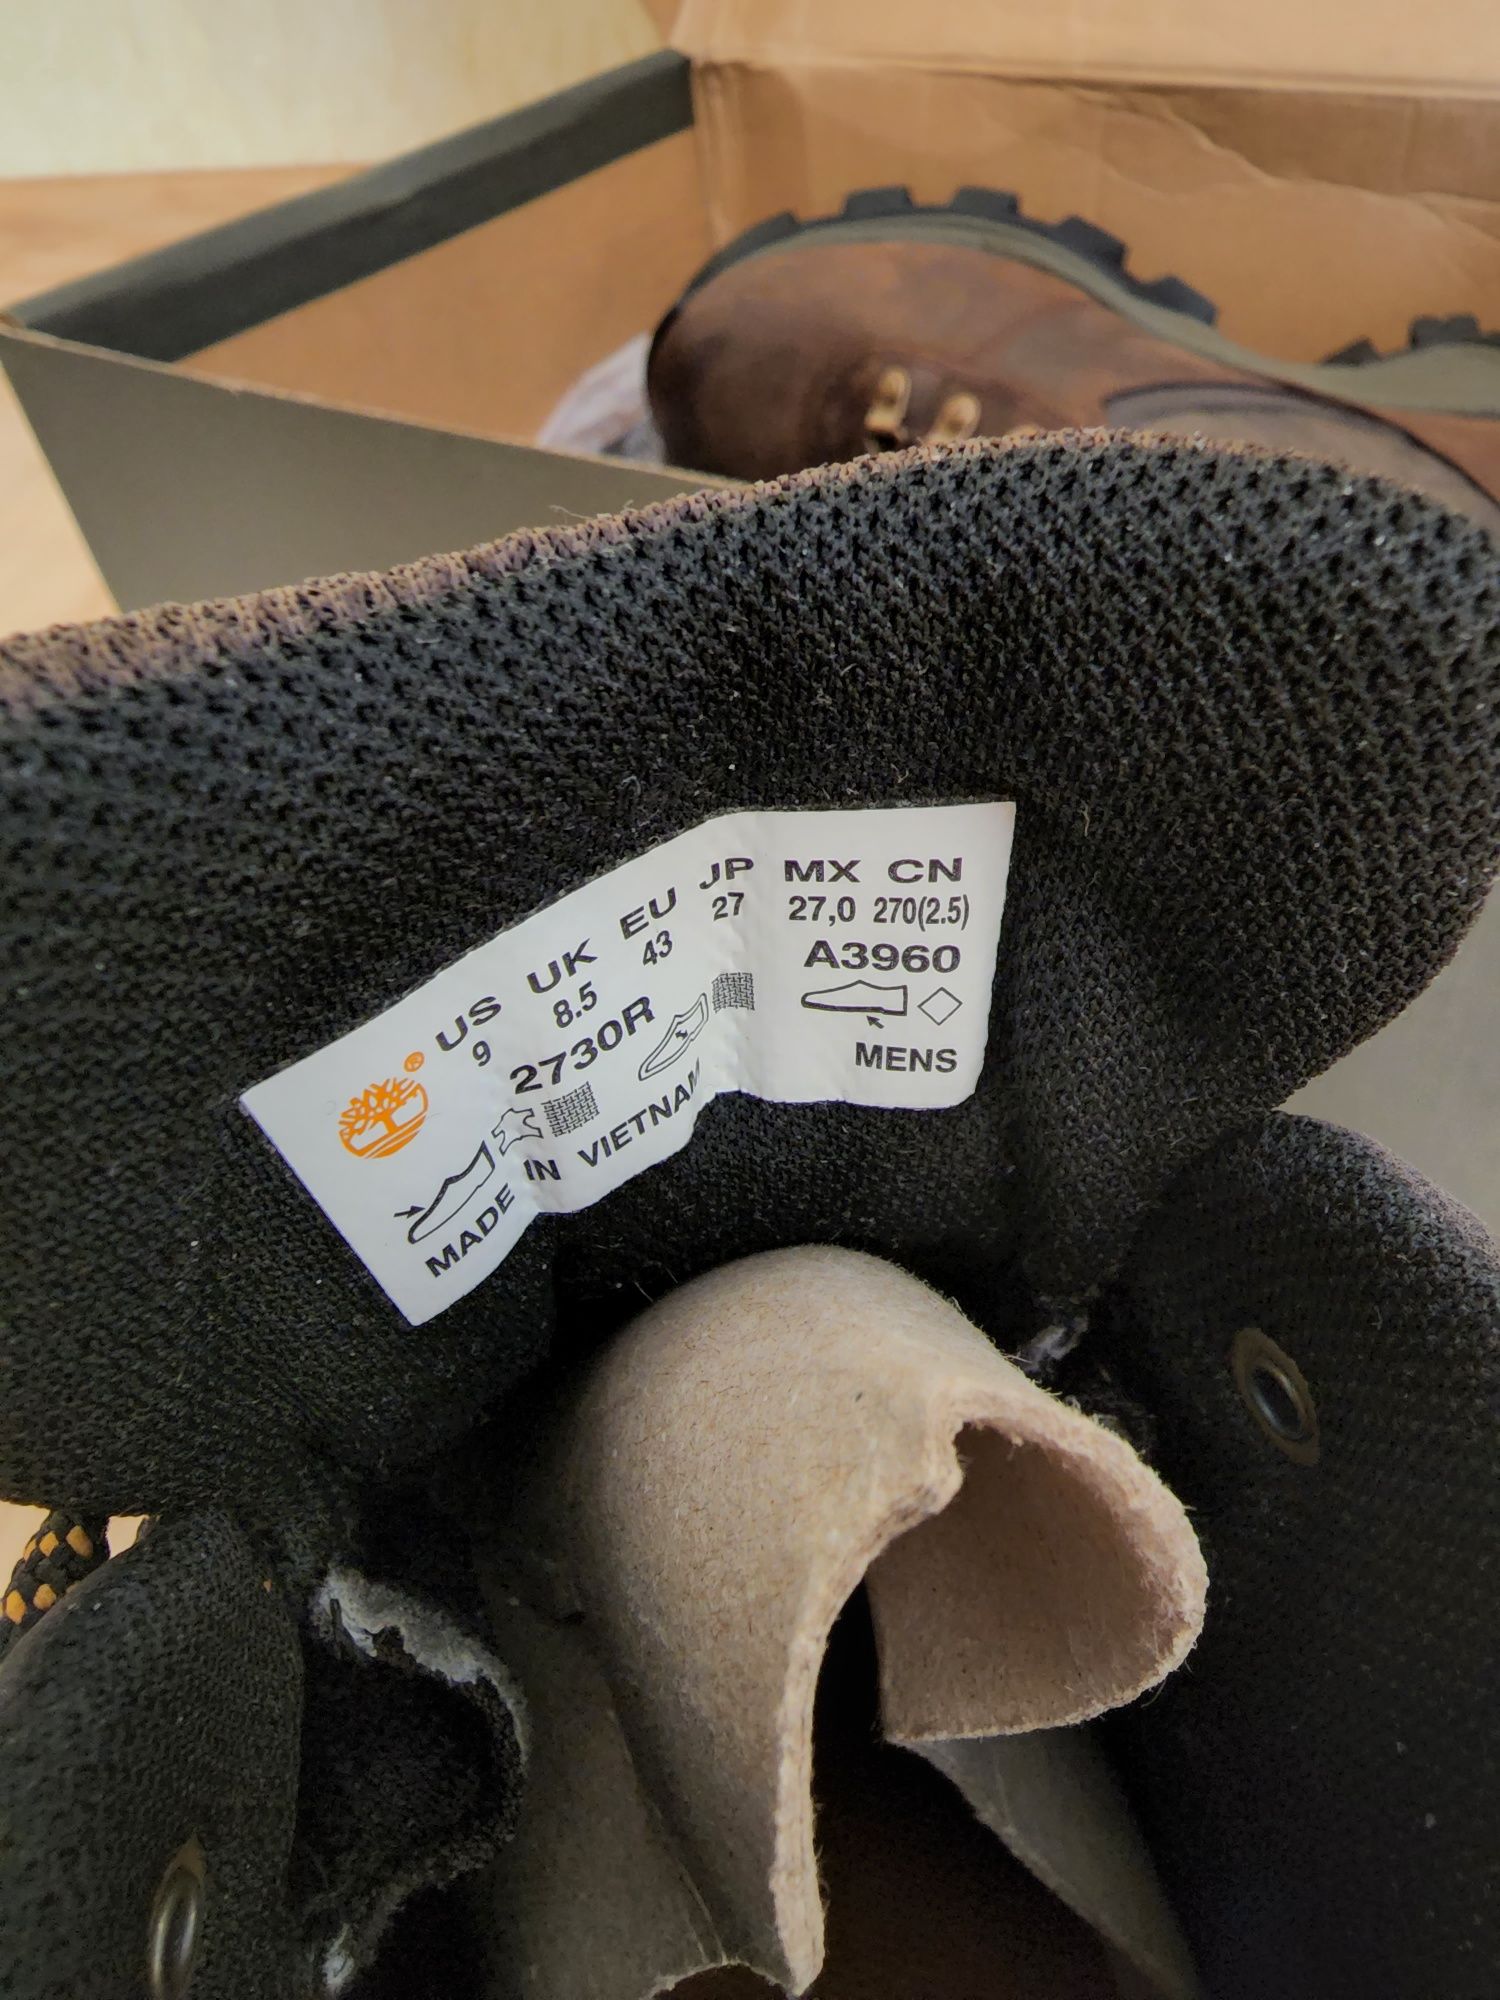 US UK EU JP MX CN
9 8.5 43 27 27,0 270(2.5)
2730R A3960
MENS
MADE IN VIETNAM
®